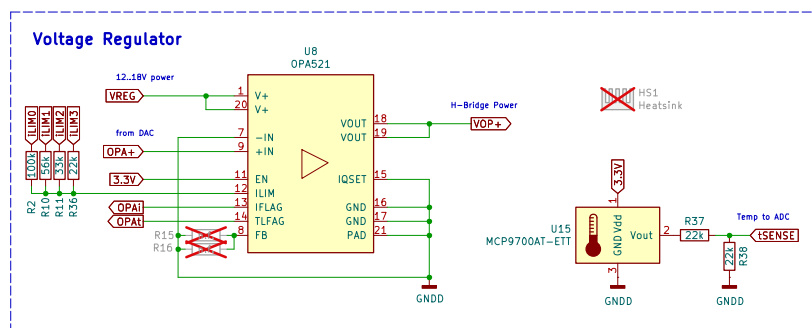 Voltage Regulator
U8
OPA521
12..18V power
VREG
1 V+
20 V+
from DAC
7 -IN
OPA+ 9 +IN
3.3V 11 EN
12 ILIM
OPAi 13 IFLAG
OPAt 14 TLFAG
8 FB
VOUT 18
VOUT 19
IQSET 15
GND 16
GND 17
PAD 21
H-Bridge Power
VOP+
iLIM0 iLIM1 iLIM2 iLIM3
100k 56k 33k 22k
R2 R10 R11 R36
R15
R16
GNDD
HS1
Heatsink
3.3V
1
Vdd
U15
MCP9700AT-ETT
Vout 2
GND
3
GNDD
R37
22k
Temp to ADC
tSENSE
22k
R38
GNDD